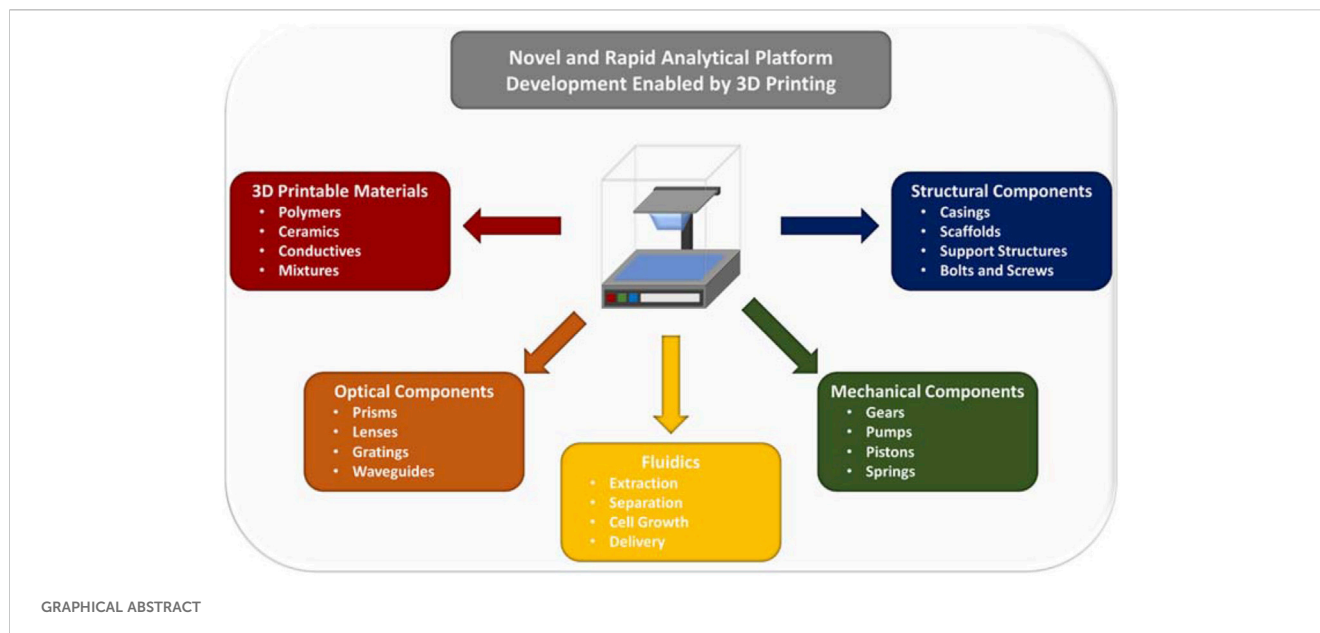 Novel and Rapid Analytical Platform
Development Enabled by 3D Printing
3D Printable Materials
• Polymers
• Ceramics
• Conductives
• Mixtures
Structural Components
• Casings
• Scaffolds
• Support Structures
• Bolts and Screws
Optical Components
• Prisms
• Lenses
• Gratings
• Waveguides
Fluidics
• Extraction
• Separation
• Cell Growth
• Delivery
Mechanical Components
• Gears
• Pumps
• Pistons
• Springs
GRAPHICAL ABSTRACT